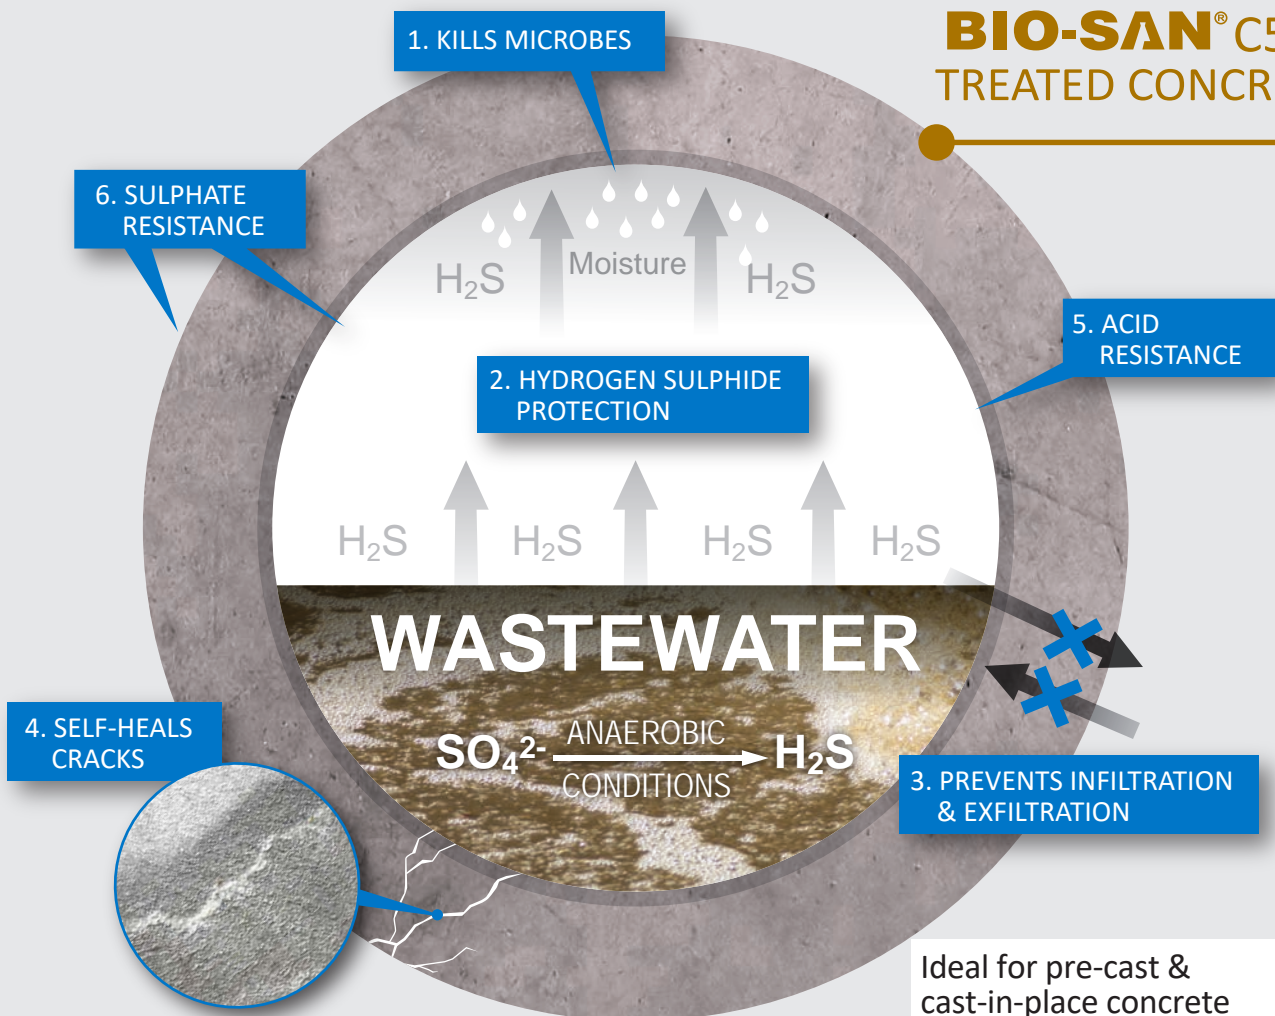 BIO-SAN® C5
TREATED CONCR
1. KILLS MICROBES
6. SULPHATE
RESISTANCE
H₂S
Moisture
H₂S
5. ACID
RESISTANCE
2. HYDROGEN SULPHIDE
PROTECTION
H₂S
H₂S
H₂S
H₂S
WASTEWATER
SO₄²⁻ ANAEROBIC CONDITIONS H₂S
4. SELF-HEALS
CRACKS
3. PREVENTS INFILTRATION
& EXFILTRATION
Ideal for pre-cast &
cast-in-place concrete